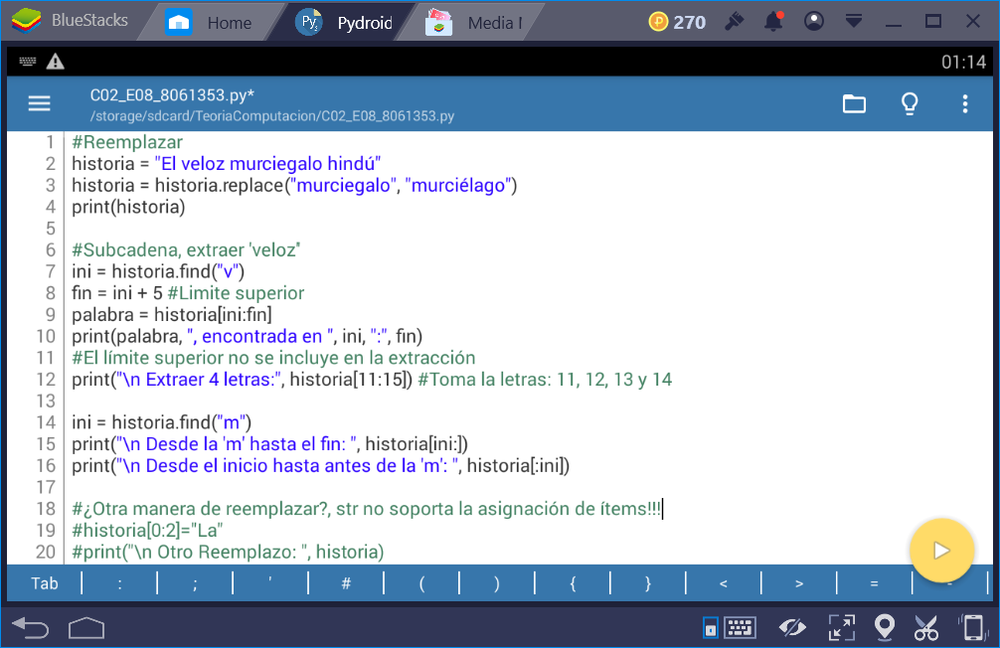 BlueStacks Home Pydroid Media 270
01:14
C02_E08_8061353.py*
/storage/sdcard/TeoriaComputacion/C02_E08_8061353.py
1 #Reemplazar
2 historia = "El veloz murciegalo hindú"
3 historia = historia.replace("murciegalo", "murciélago")
4 print(historia)
5
6 #Subcadena, extraer 'veloz'
7 ini = historia.find("v")
8 fin = ini + 5 #Limite superior
9 palabra = historia[ini:fin]
10 print(palabra, ", encontrada en ", ini, ":", fin)
11 #El límite superior no se incluye en la extracción
12 print("\n Extraer 4 letras:", historia[11:15]) #Toma la letras: 11, 12, 13 y 14
13
14 ini = historia.find("m")
15 print("\n Desde la 'm' hasta el fin: ", historia[ini:])
16 print("\n Desde el inicio hasta antes de la 'm': ", historia[:ini])
17
18 #¿Otra manera de reemplazar?, str no soporta la asignación de ítems!!!
19 #historia[0:2]="La"
20 #print("\n Otro Reemplazo: ", historia)
Tab : ; ' # ( ) { } < > =